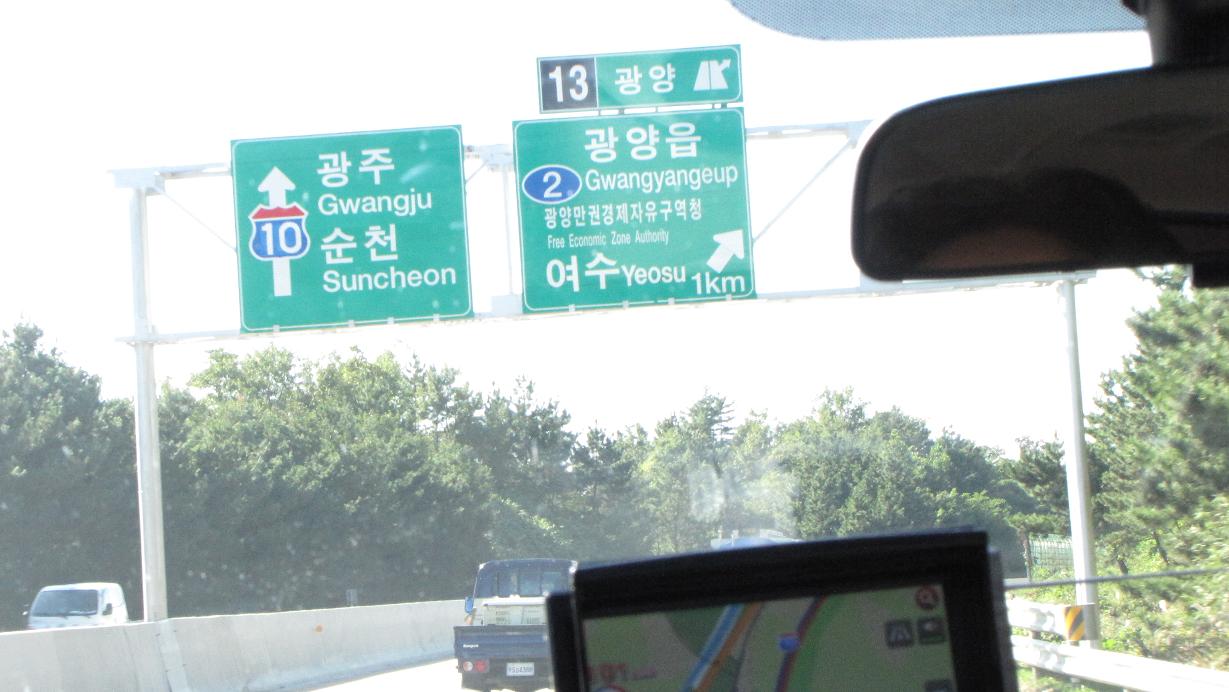 광주
Gwangju
10
순천
Suncheon
13 광양
광양읍
2 Gwangyangeup
광양만권경제자유구역청
Free Economic Zone Authority
여수 Yeosu 1km